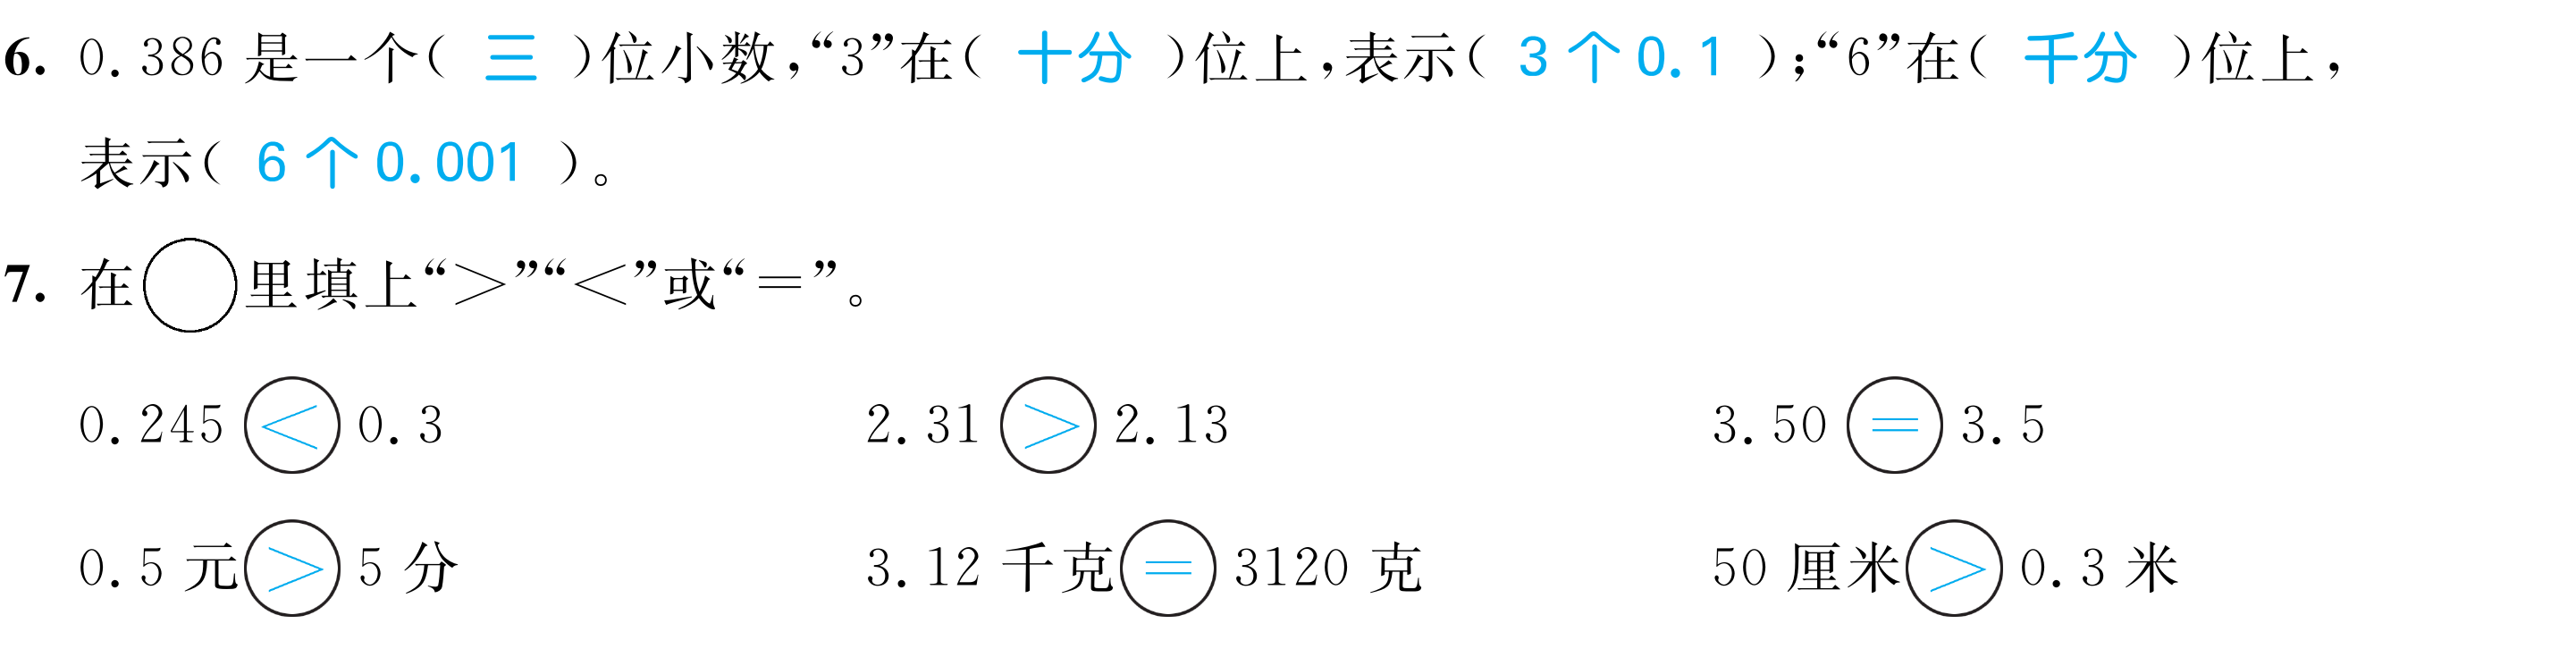 6. 0.386 是一个( 三 )位小数,“3”在( 十分 )位上,表示( 3 个 0.1 );“6”在( 千分 )位上,
表示( 6 个 0.001 )。
7. 在○里填上“>”“<”或“=”。
0.245 < 0.3 2.31 > 2.13 3.50 = 3.5
0.5 元 > 5 分 3.12 千克 = 3120 克 50 厘米 > 0.3 米